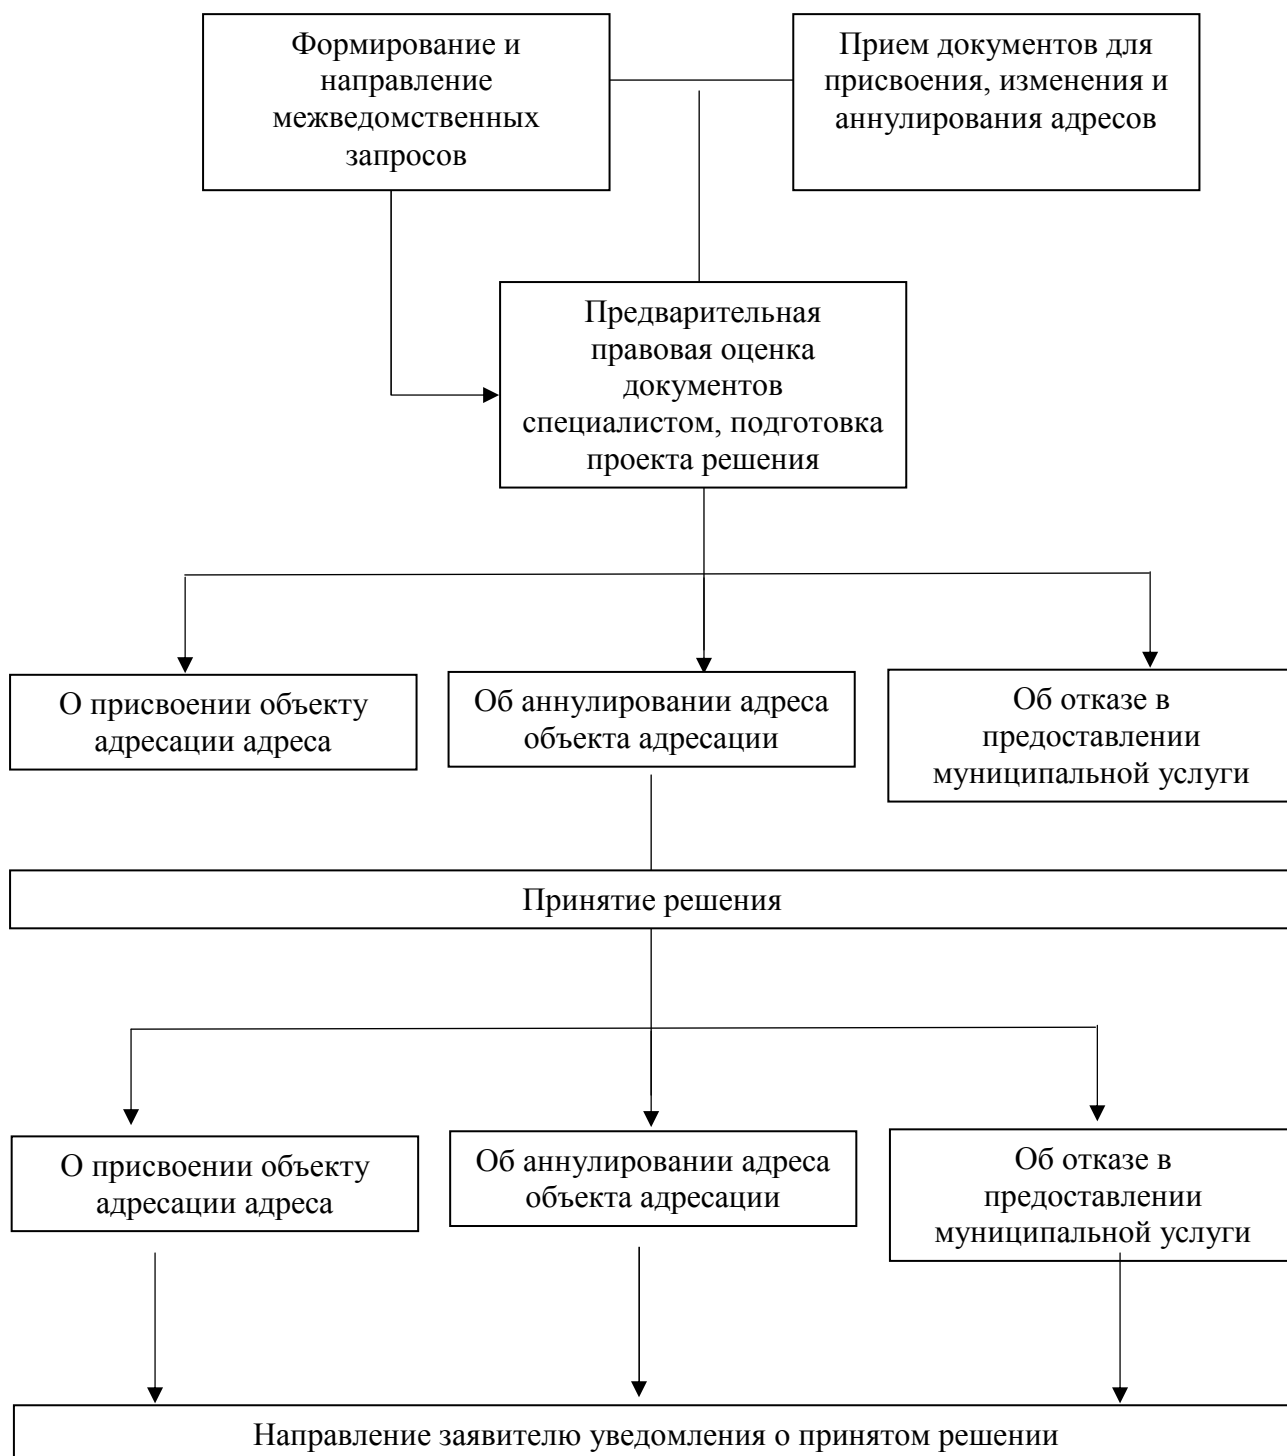 Формирование и
направление
межведомственных
запросов
Прием документов для
присвоения, изменения и
аннулирования адресов
Предварительная
правовая оценка
документов
специалистом, подготовка
проекта решения
О присвоении объекту
адресации адреса
Об аннулировании адреса
объекта адресации
Об отказе в
предоставлении
муниципальной услуги
Принятие решения
О присвоении объекту
адресации адреса
Об аннулировании адреса
объекта адресации
Об отказе в
предоставлении
муниципальной услуги
Направление заявителю уведомления о принятом решении